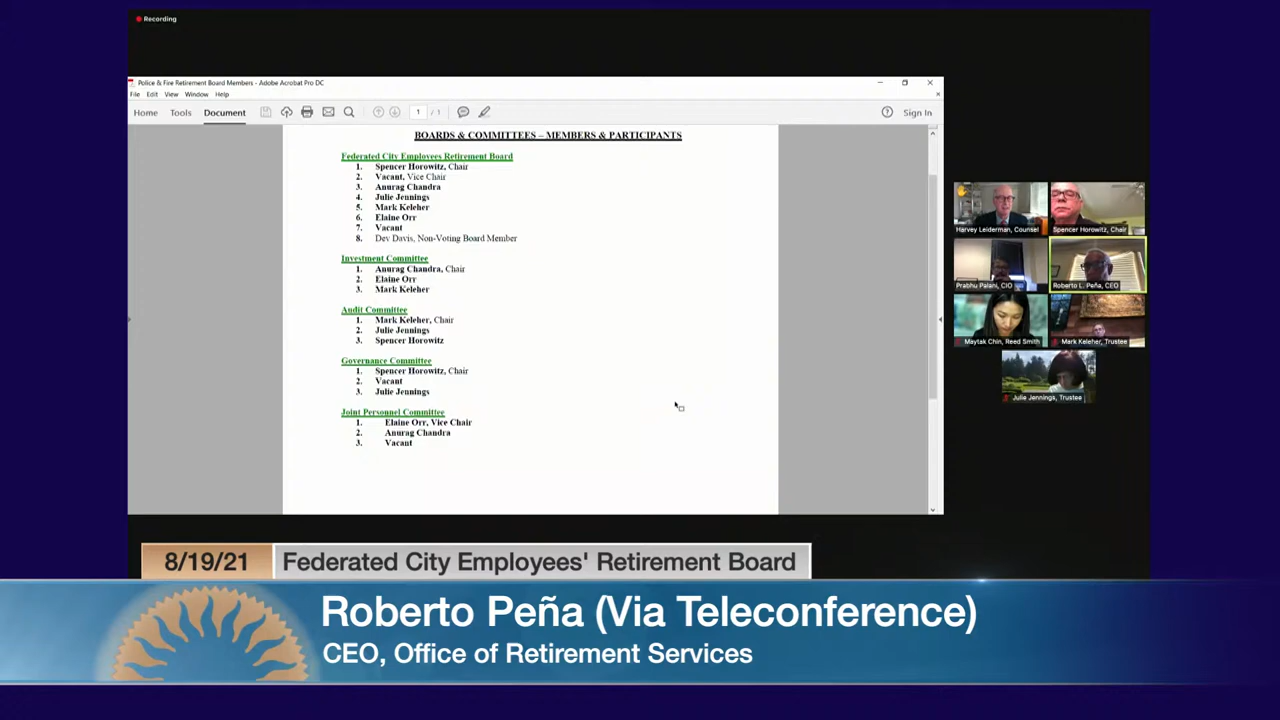 Recording
Police & Fire Retirement Board Members - Adobe Acrobat Pro DC
File Edit View Window Help
Home Tools Document 1 / 1 Sign In
BOARDS & COMMITTEES – MEMBERS & PARTICIPANTS
Federated City Employees Retirement Board
1. Spencer Horowitz, Chair
2. Vacant, Vice Chair
3. Anurag Chandra
4. Julie Jennings
5. Mark Keleher
6. Elaine Orr
7. Vacant
8. Dev Davis, Non-Voting Board Member
Investment Committee
1. Anurag Chandra, Chair
2. Elaine Orr
3. Mark Keleher
Audit Committee
1. Mark Keleher, Chair
2. Julie Jennings
3. Spencer Horowitz
Governance Committee
1. Spencer Horowitz, Chair
2. Vacant
3. Julie Jennings
Joint Personnel Committee
1. Elaine Orr, Vice Chair
2. Anurag Chandra
3. Vacant
Harvey Leiderman, Counsel
Spencer Horowitz, Chair
Prabhu Palani, CIO
Roberto L. Peña, CEO
Maytak Chin, Reed Smith
Mark Keleher, Trustee
Julie Jennings, Trustee
8/19/21 Federated City Employees' Retirement Board
Roberto Peña (Via Teleconference)
CEO, Office of Retirement Services